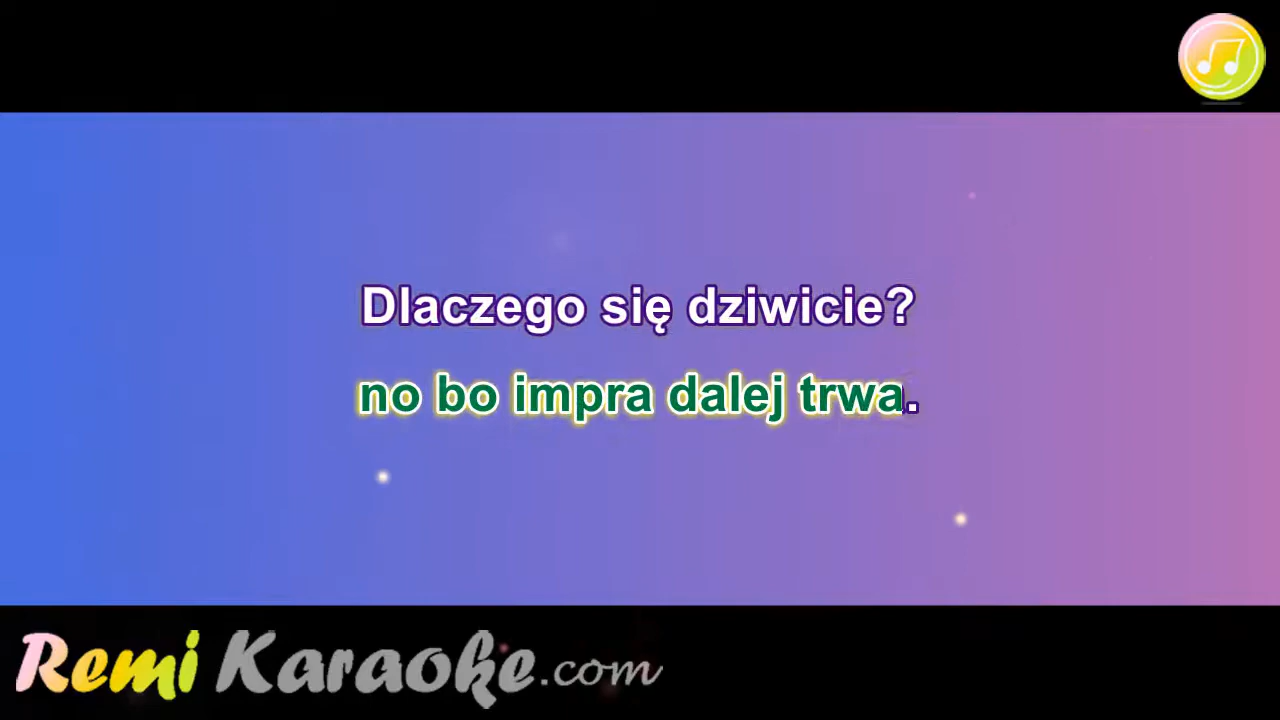 Dlaczego się dziwicie?
no bo impra dalej trwa.
Remi Karaoke.com